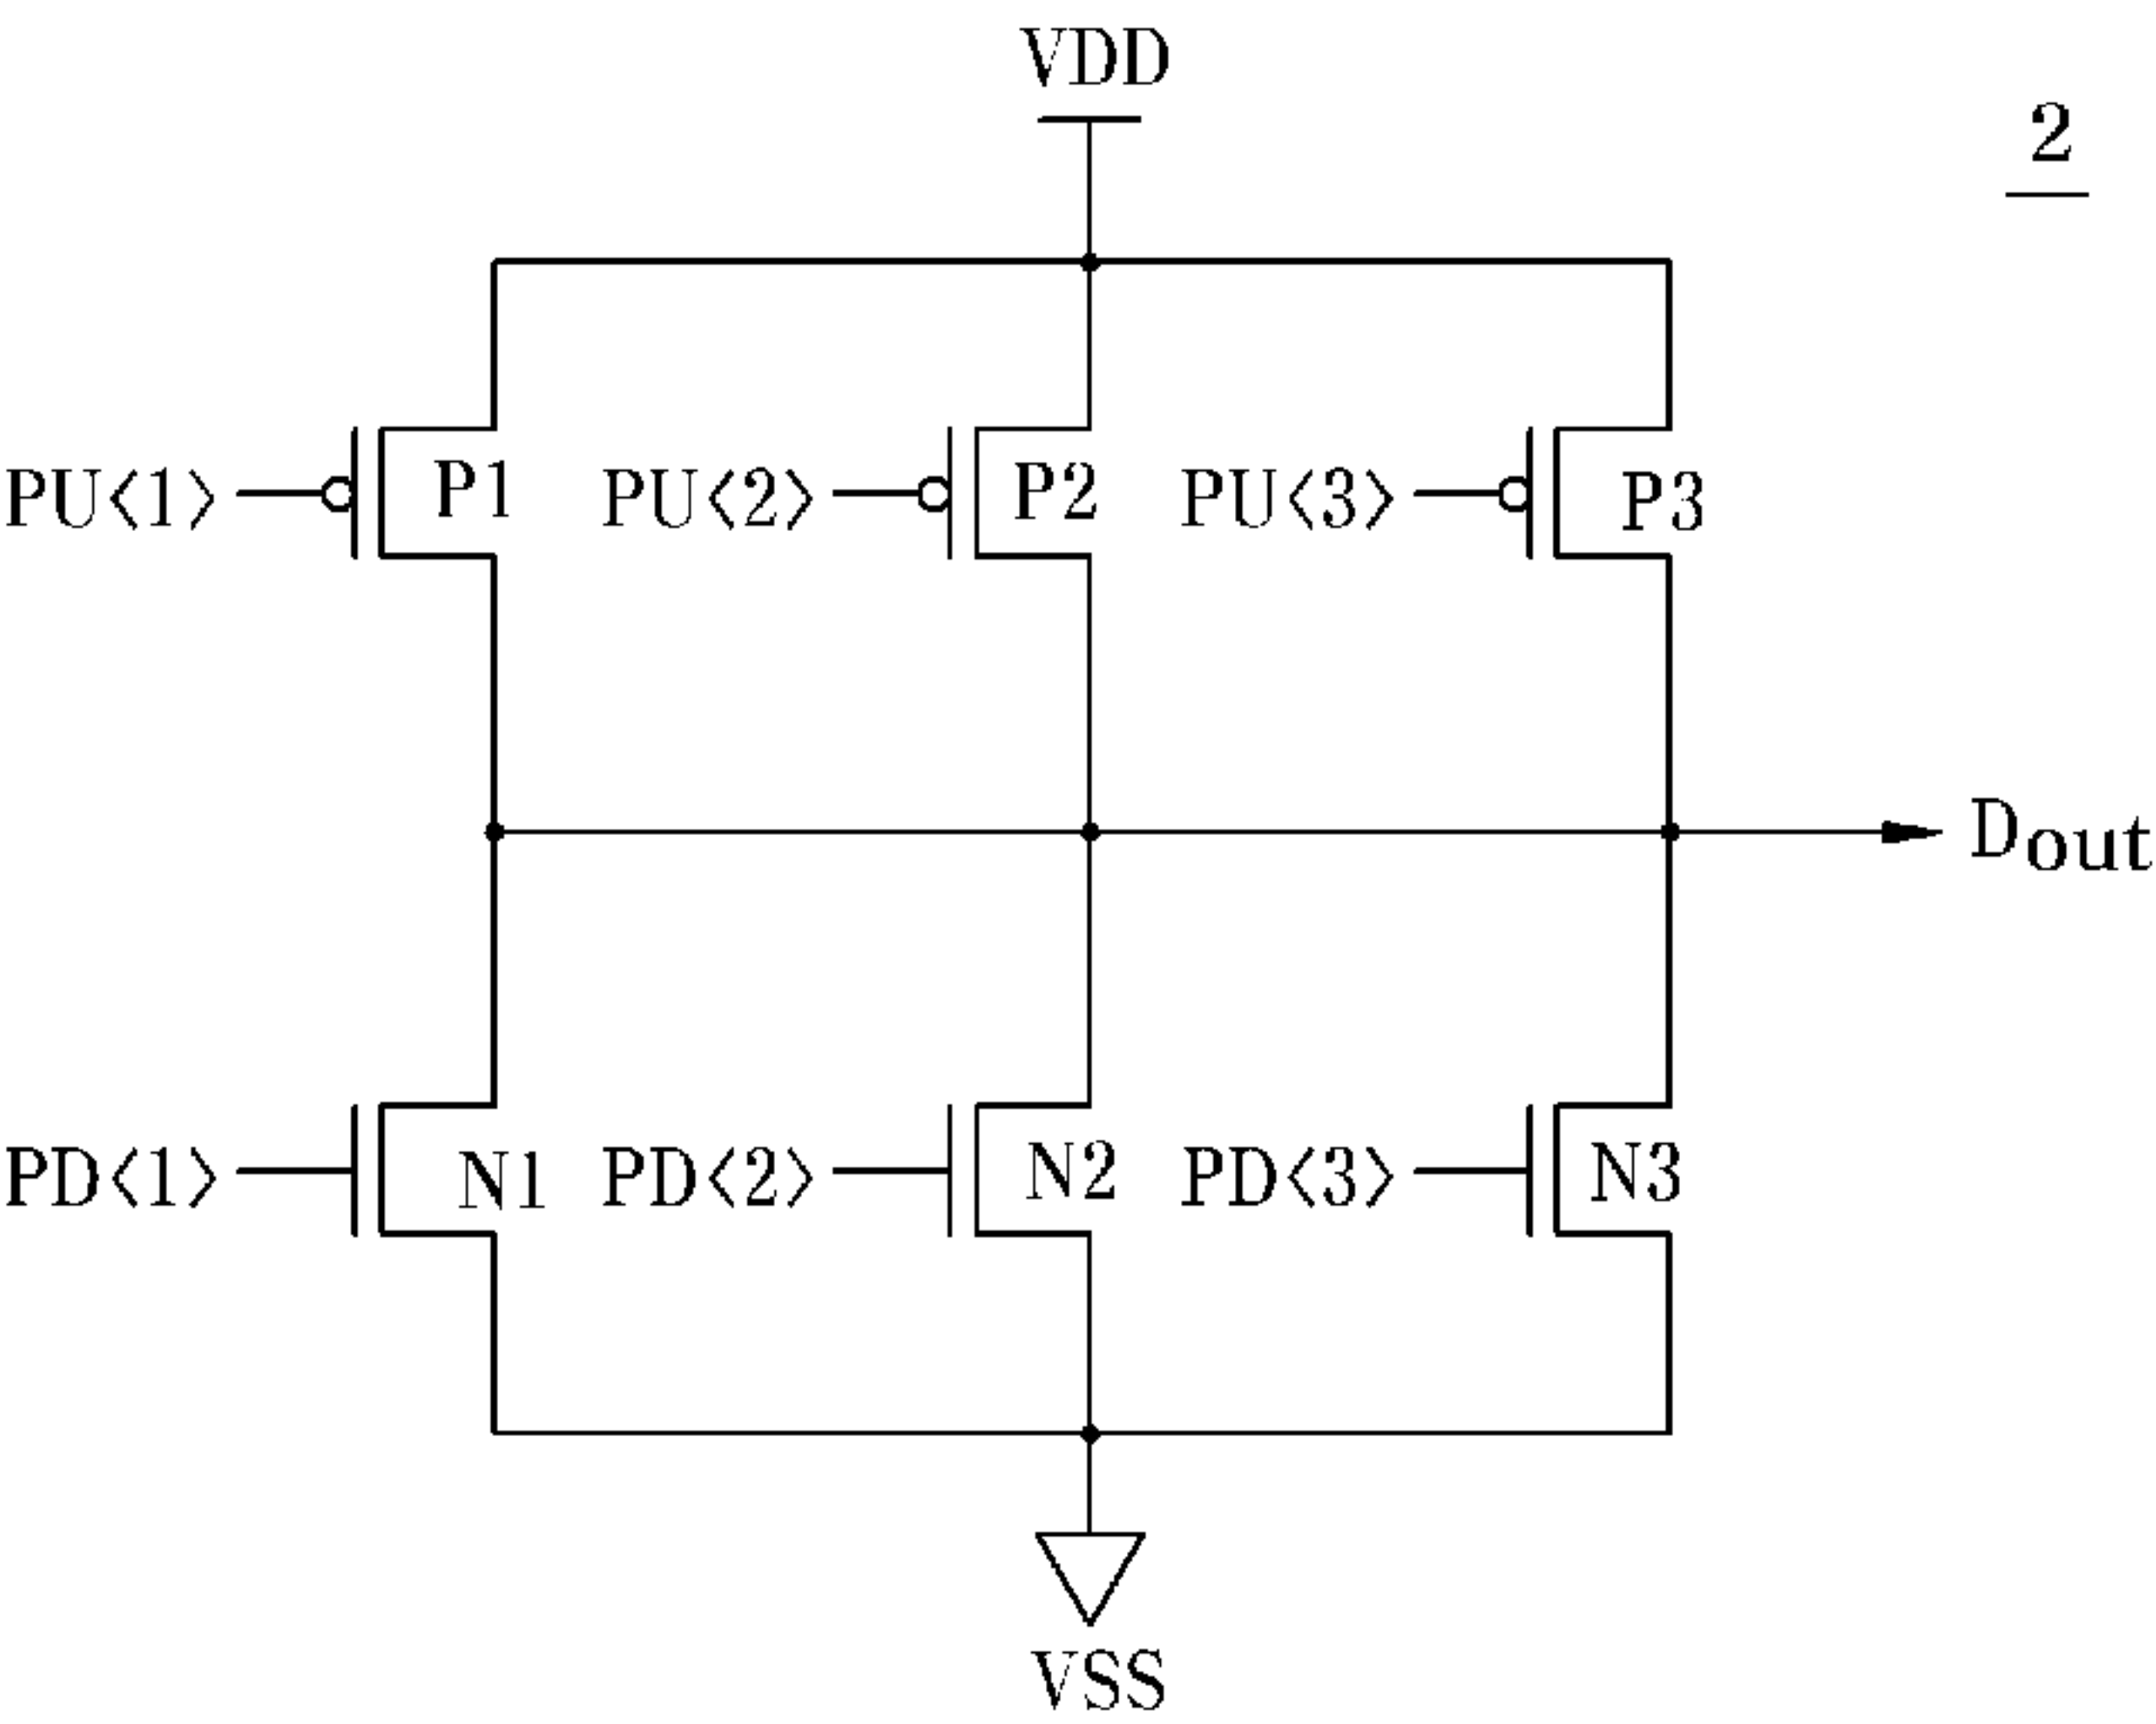 VDD
2
PU<1>
P1
PU<2>
P2
PU<3>
P3
Dout
PD<1>
N1
PD<2>
N2
PD<3>
N3
VSS